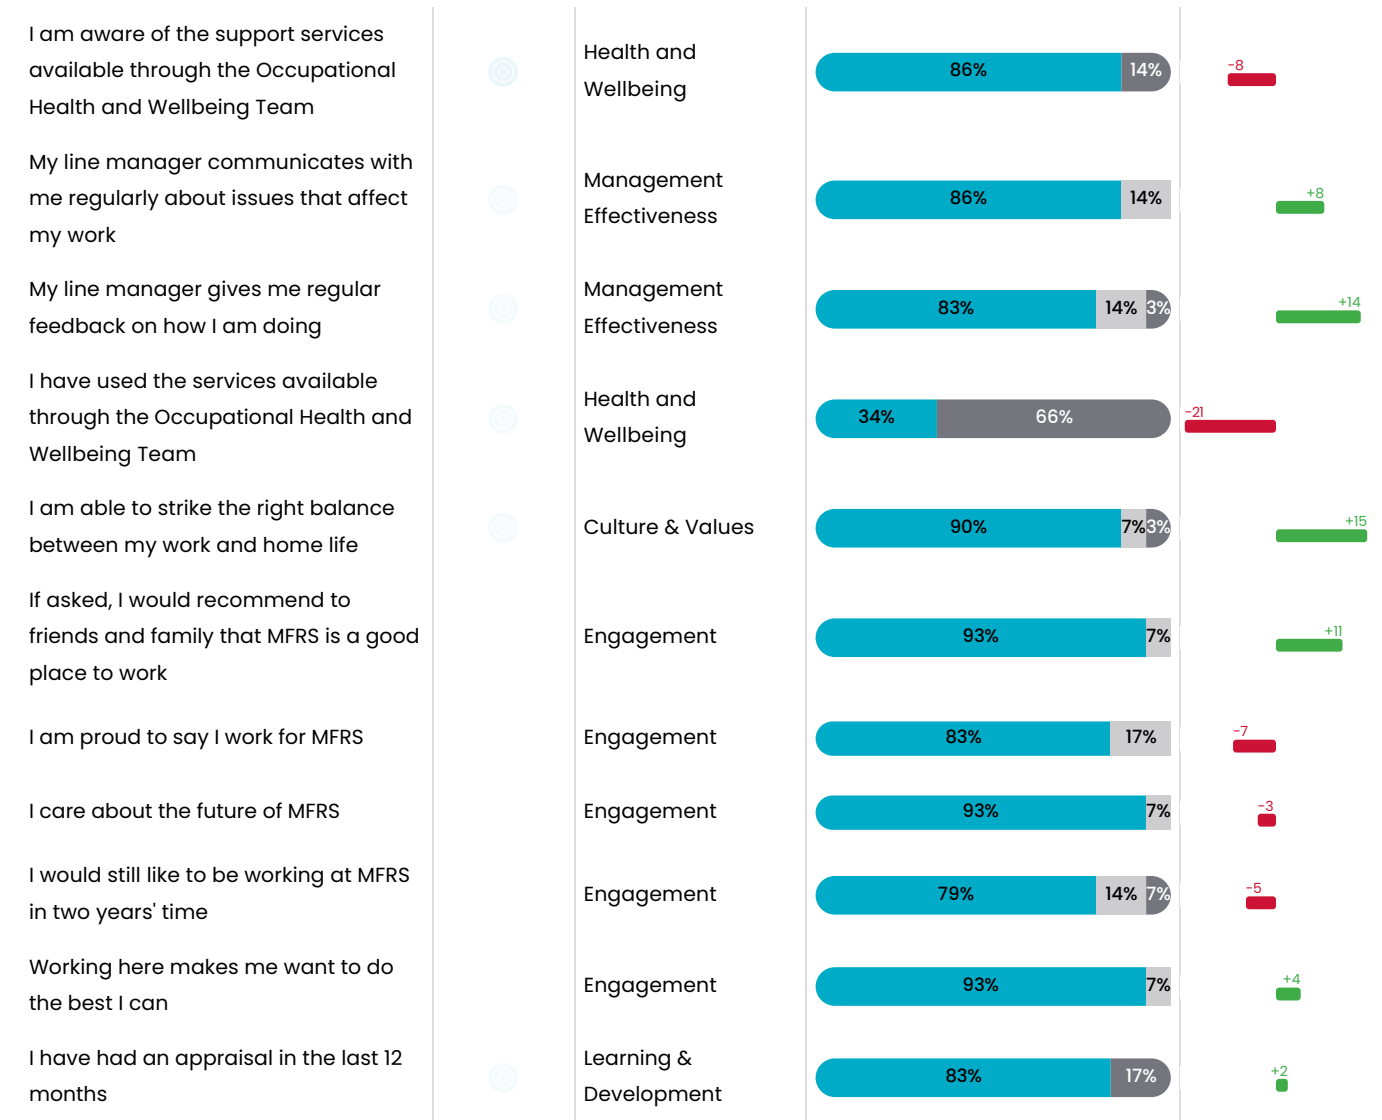 I am aware of the support services
available through the Occupational
Health and Wellbeing Team
Health and
Wellbeing
86%
14%
-8
My line manager communicates with
me regularly about issues that affect
my work
Management
Effectiveness
86%
14%
+8
My line manager gives me regular
feedback on how I am doing
Management
Effectiveness
83%
14%
3%
+14
I have used the services available
through the Occupational Health and
Wellbeing Team
Health and
Wellbeing
34%
66%
-21
I am able to strike the right balance
between my work and home life
Culture & Values
90%
7%
3%
+15
If asked, I would recommend to
friends and family that MFRS is a good
place to work
Engagement
93%
7%
+11
I am proud to say I work for MFRS
Engagement
83%
17%
-7
I care about the future of MFRS
Engagement
93%
7%
-3
I would still like to be working at MFRS
in two years' time
Engagement
79%
14%
7%
-5
Working here makes me want to do
the best I can
Engagement
93%
7%
+4
I have had an appraisal in the last 12
months
Learning &
Development
83%
17%
+2